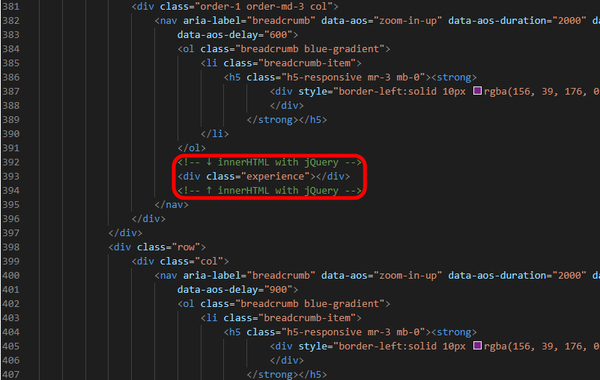 381 <div class="order-1 order-md-3 col">
382 <nav aria-label="breadcrumb" data-aos="zoom-in-up" data-aos-duration="2000"
383 data-aos-delay="600">
384 <ol class="breadcrumb blue-gradient">
385 <li class="breadcrumb-item">
386 <h5 class="h5-responsive mr-3 mb-0"><strong>
387 <div style="border-left:solid 10px rgba(156, 39, 176,
388 </div>
389 </strong></h5>
390 </li>
391 </ol>
392 <!-- ↓ innerHTML with jQuery -->
393 <div class="experience"></div>
394 <!-- ↑ innerHTML with jQuery -->
395 </nav>
396 </div>
397 </div>
398 <div class="row">
399 <div class="col">
400 <nav aria-label="breadcrumb" data-aos="zoom-in-up" data-aos-duration="2000"
401 data-aos-delay="900">
402 <ol class="breadcrumb blue-gradient">
403 <li class="breadcrumb-item">
404 <h5 class="h5-responsive mr-3 mb-0"><strong>
405 <div style="border-left:solid 10px rgba(156, 39, 176,
406 </div>
407 </strong></h5>